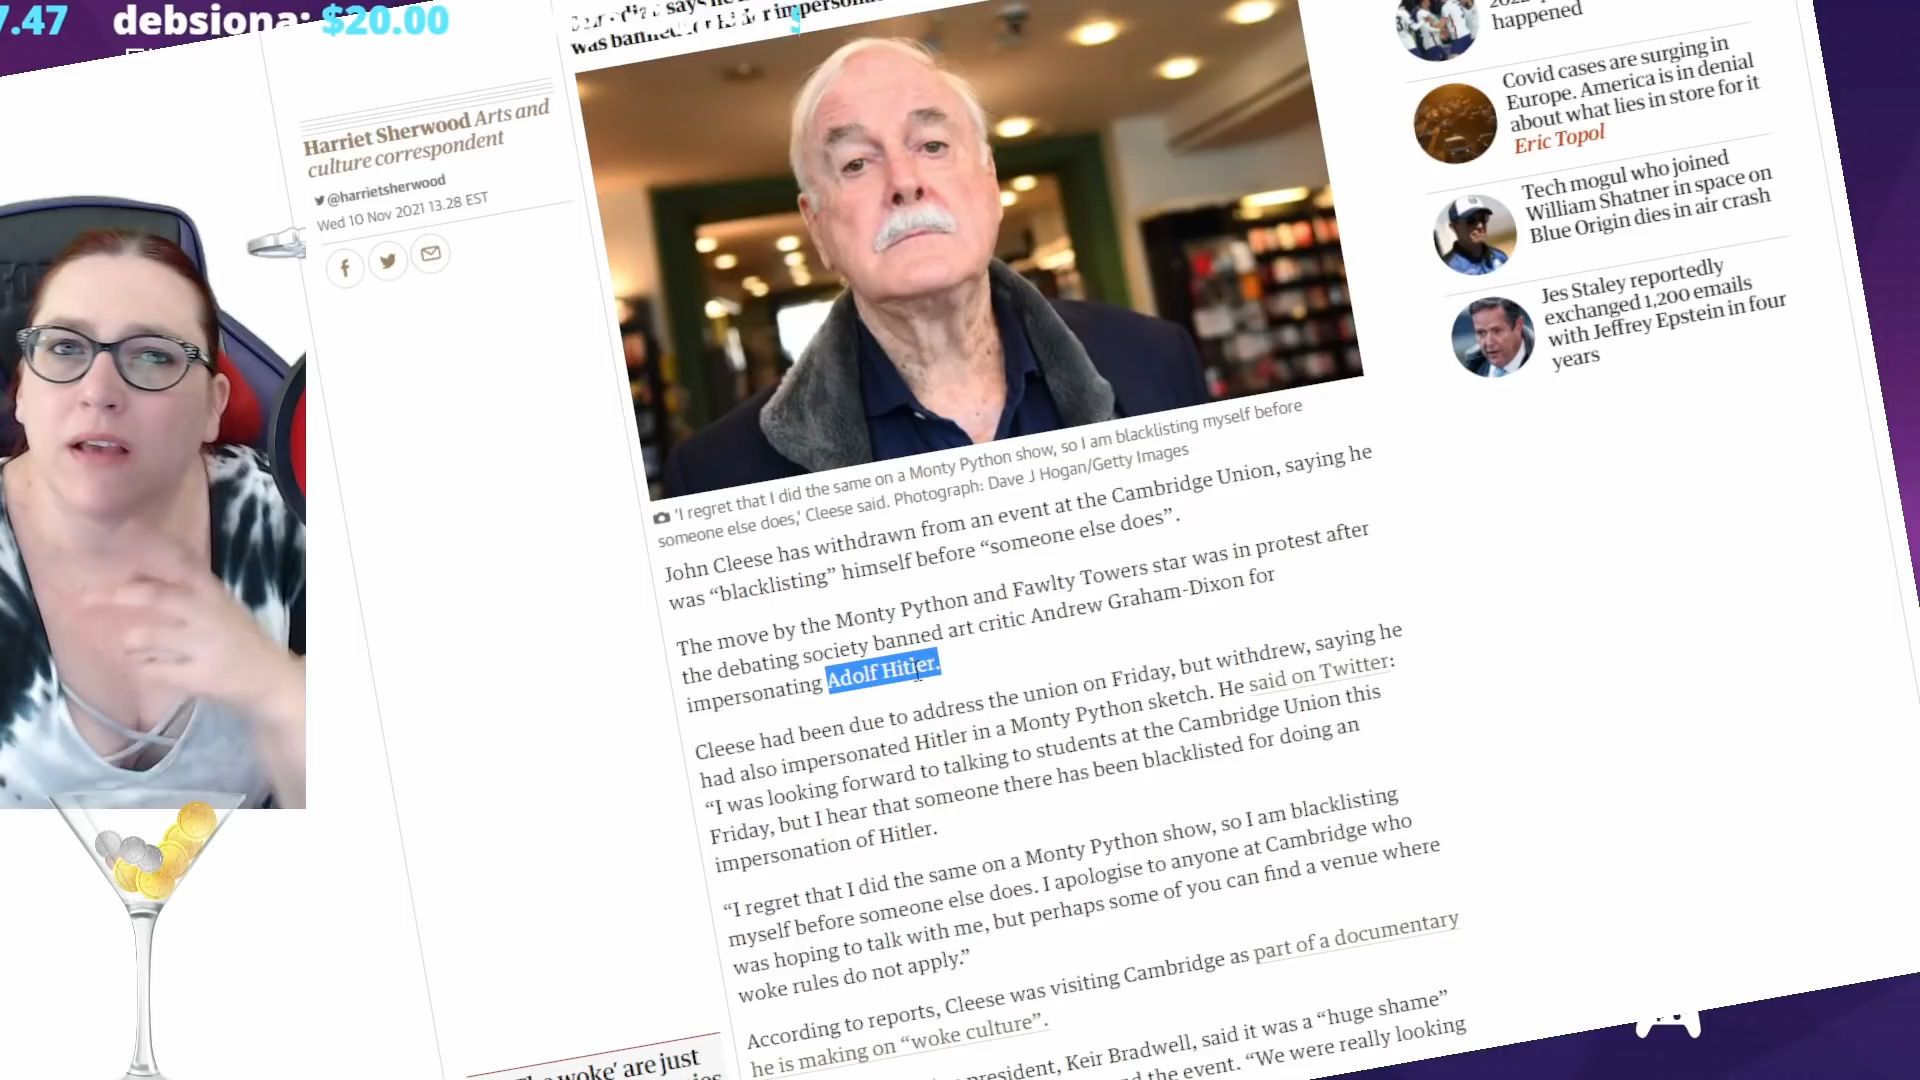 7.47 debsiona: $20.00
says
was banned for impersona
Harriet Sherwood Arts and
culture correspondent
@harrietsherwood
Wed 10 Nov 2021 13.28 EST
'I regret that I did the same on a Monty Python show, so I am blacklisting myself before
someone else does,' Cleese said. Photograph: Dave J Hogan/Getty Images
John Cleese has withdrawn from an event at the Cambridge Union, saying he
was “blacklisting” himself before “someone else does”.
The move by the Monty Python and Fawlty Towers star was in protest after
the debating society banned art critic Andrew Graham-Dixon for
impersonating Adolf Hitler.
Cleese had been due to address the union on Friday, but withdrew, saying he
had also impersonated Hitler in a Monty Python sketch. He said on Twitter:
“I was looking forward to talking to students at the Cambridge Union this
Friday, but I hear that someone there has been blacklisted for doing an
impersonation of Hitler.
“I regret that I did the same on a Monty Python show, so I am blacklisting
myself before someone else does. I apologise to anyone at Cambridge who
was hoping to talk with me, but perhaps some of you can find a venue where
woke rules do not apply.”
According to reports, Cleese was visiting Cambridge as part of a documentary
he is making on “woke culture”.
president, Keir Bradwell, said it was a “huge shame”
the event. “We were really looking
woke’ are just
happened
Covid cases are surging in
Europe. America is in denial
about what lies in store for it
Eric Topol
Tech mogul who joined
William Shatner in space on
Blue Origin dies in air crash
Jes Staley reportedly
exchanged 1,200 emails
with Jeffrey Epstein in four
years